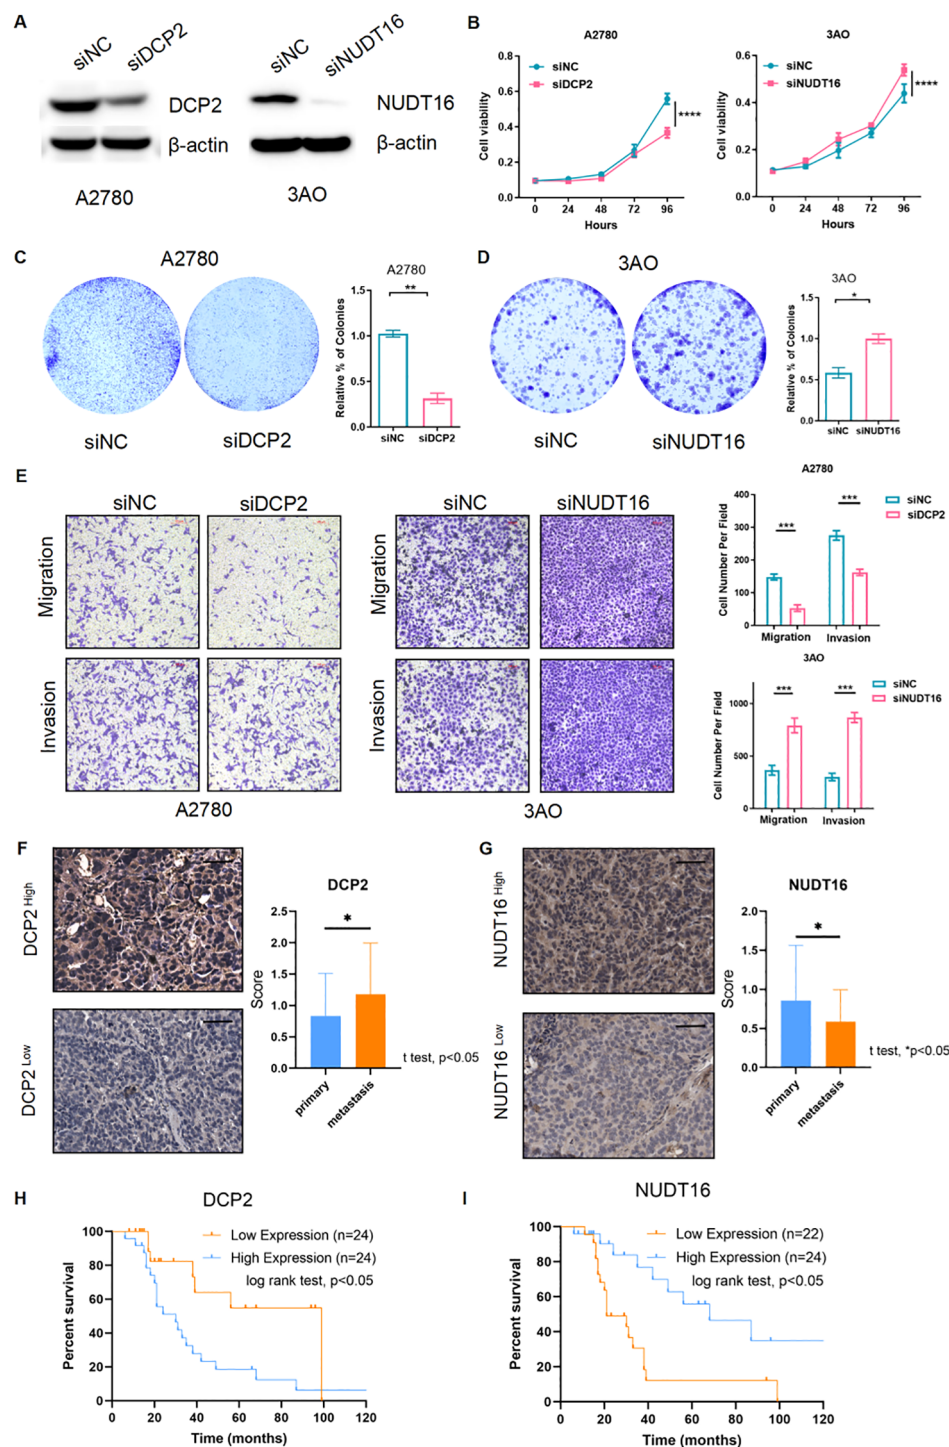 A
siNC
siDCP2
siNC
siNUDT16
DCP2
NUDT16
β-actin
β-actin
A2780
3AO
B
A2780
siNC
siDCP2
Cell viability
0.8
0.6
0.4
0.2
0.0
0 24 48 72 96
Hours
****
3AO
siNC
siNUDT16
Cell viability
0.6
0.4
0.2
0.0
0 24 48 72 96
Hours
****
C
A2780
siNC
siDCP2
A2780
**
Relative % of Colonies
1.5
1.0
0.5
0.0
siNC siDCP2
D
3AO
siNC
siNUDT16
3AO
*
Relative % of Colonies
1.5
1.0
0.5
0.0
siNC siNUDT16
E
siNC
siDCP2
siNC
siNUDT16
Migration
Migration
Invasion
Invasion
A2780
3AO
A2780
siNC
siDCP2
Cell Number Per Field
400
300
200
100
0
***
***
Migration Invasion
3AO
siNC
siNUDT16
Cell Number Per Field
1000
500
0
***
***
Migration Invasion
F
DCP2 High
DCP2 Low
DCP2
*
Score
2.5
2.0
1.5
1.0
0.5
0.0
primary
metastasis
t test, p<0.05
G
NUDT16 High
NUDT16 Low
NUDT16
*
Score
2.0
1.5
1.0
0.5
0.0
primary
metastasis
t test, *p<0.05
H
DCP2
Low Expression (n=24)
High Expression (n=24)
log rank test, p<0.05
Percent survival
100
80
60
40
20
0
0 20 40 60 80 100 120
Time (months)
I
NUDT16
Low Expression (n=22)
High Expression (n=24)
log rank test, p<0.05
Percent survival
100
80
60
40
20
0
0 20 40 60 80 100 120
Time (months)